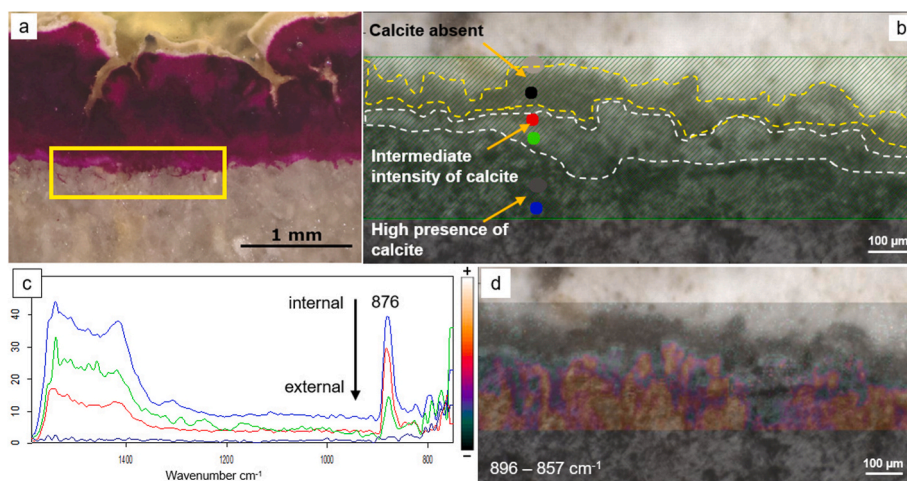 a
1 mm
b
Calcite absent
Intermediate
intensity of calcite
High presence of
calcite
100 µm
c
internal
876
external
40
30
20
10
0
1400
1200
1000
800
Wavenumber cm⁻¹
+
–
d
896 – 857 cm⁻¹
100 µm